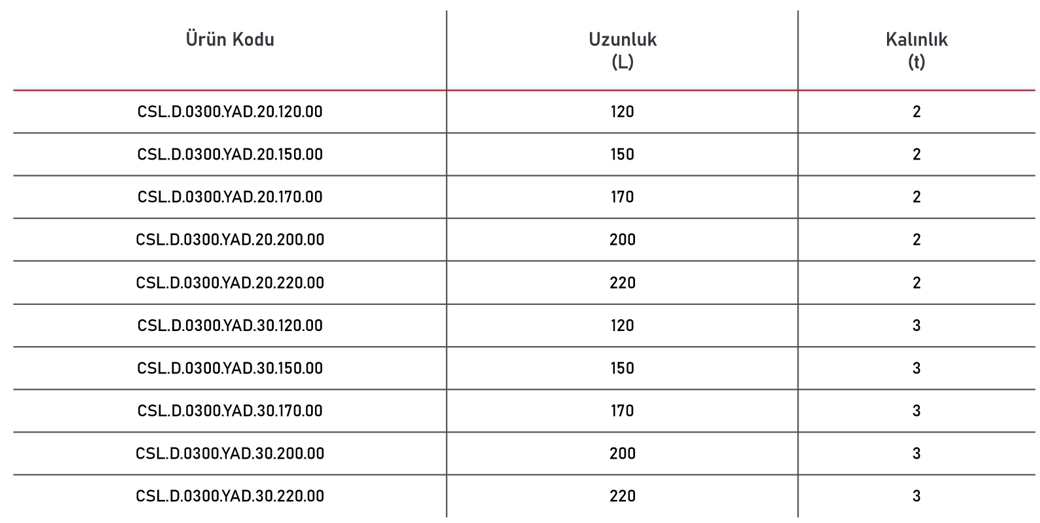 Ürün Kodu Uzunluk Kalınlık
(L) (t)
CSL.D.0300.YAD.20.120.00 120 2
CSL.D.0300.YAD.20.150.00 150 2
CSL.D.0300.YAD.20.170.00 170 2
CSL.D.0300.YAD.20.200.00 200 2
CSL.D.0300.YAD.20.220.00 220 2
CSL.D.0300.YAD.30.120.00 120 3
CSL.D.0300.YAD.30.150.00 150 3
CSL.D.0300.YAD.30.170.00 170 3
CSL.D.0300.YAD.30.200.00 200 3
CSL.D.0300.YAD.30.220.00 220 3